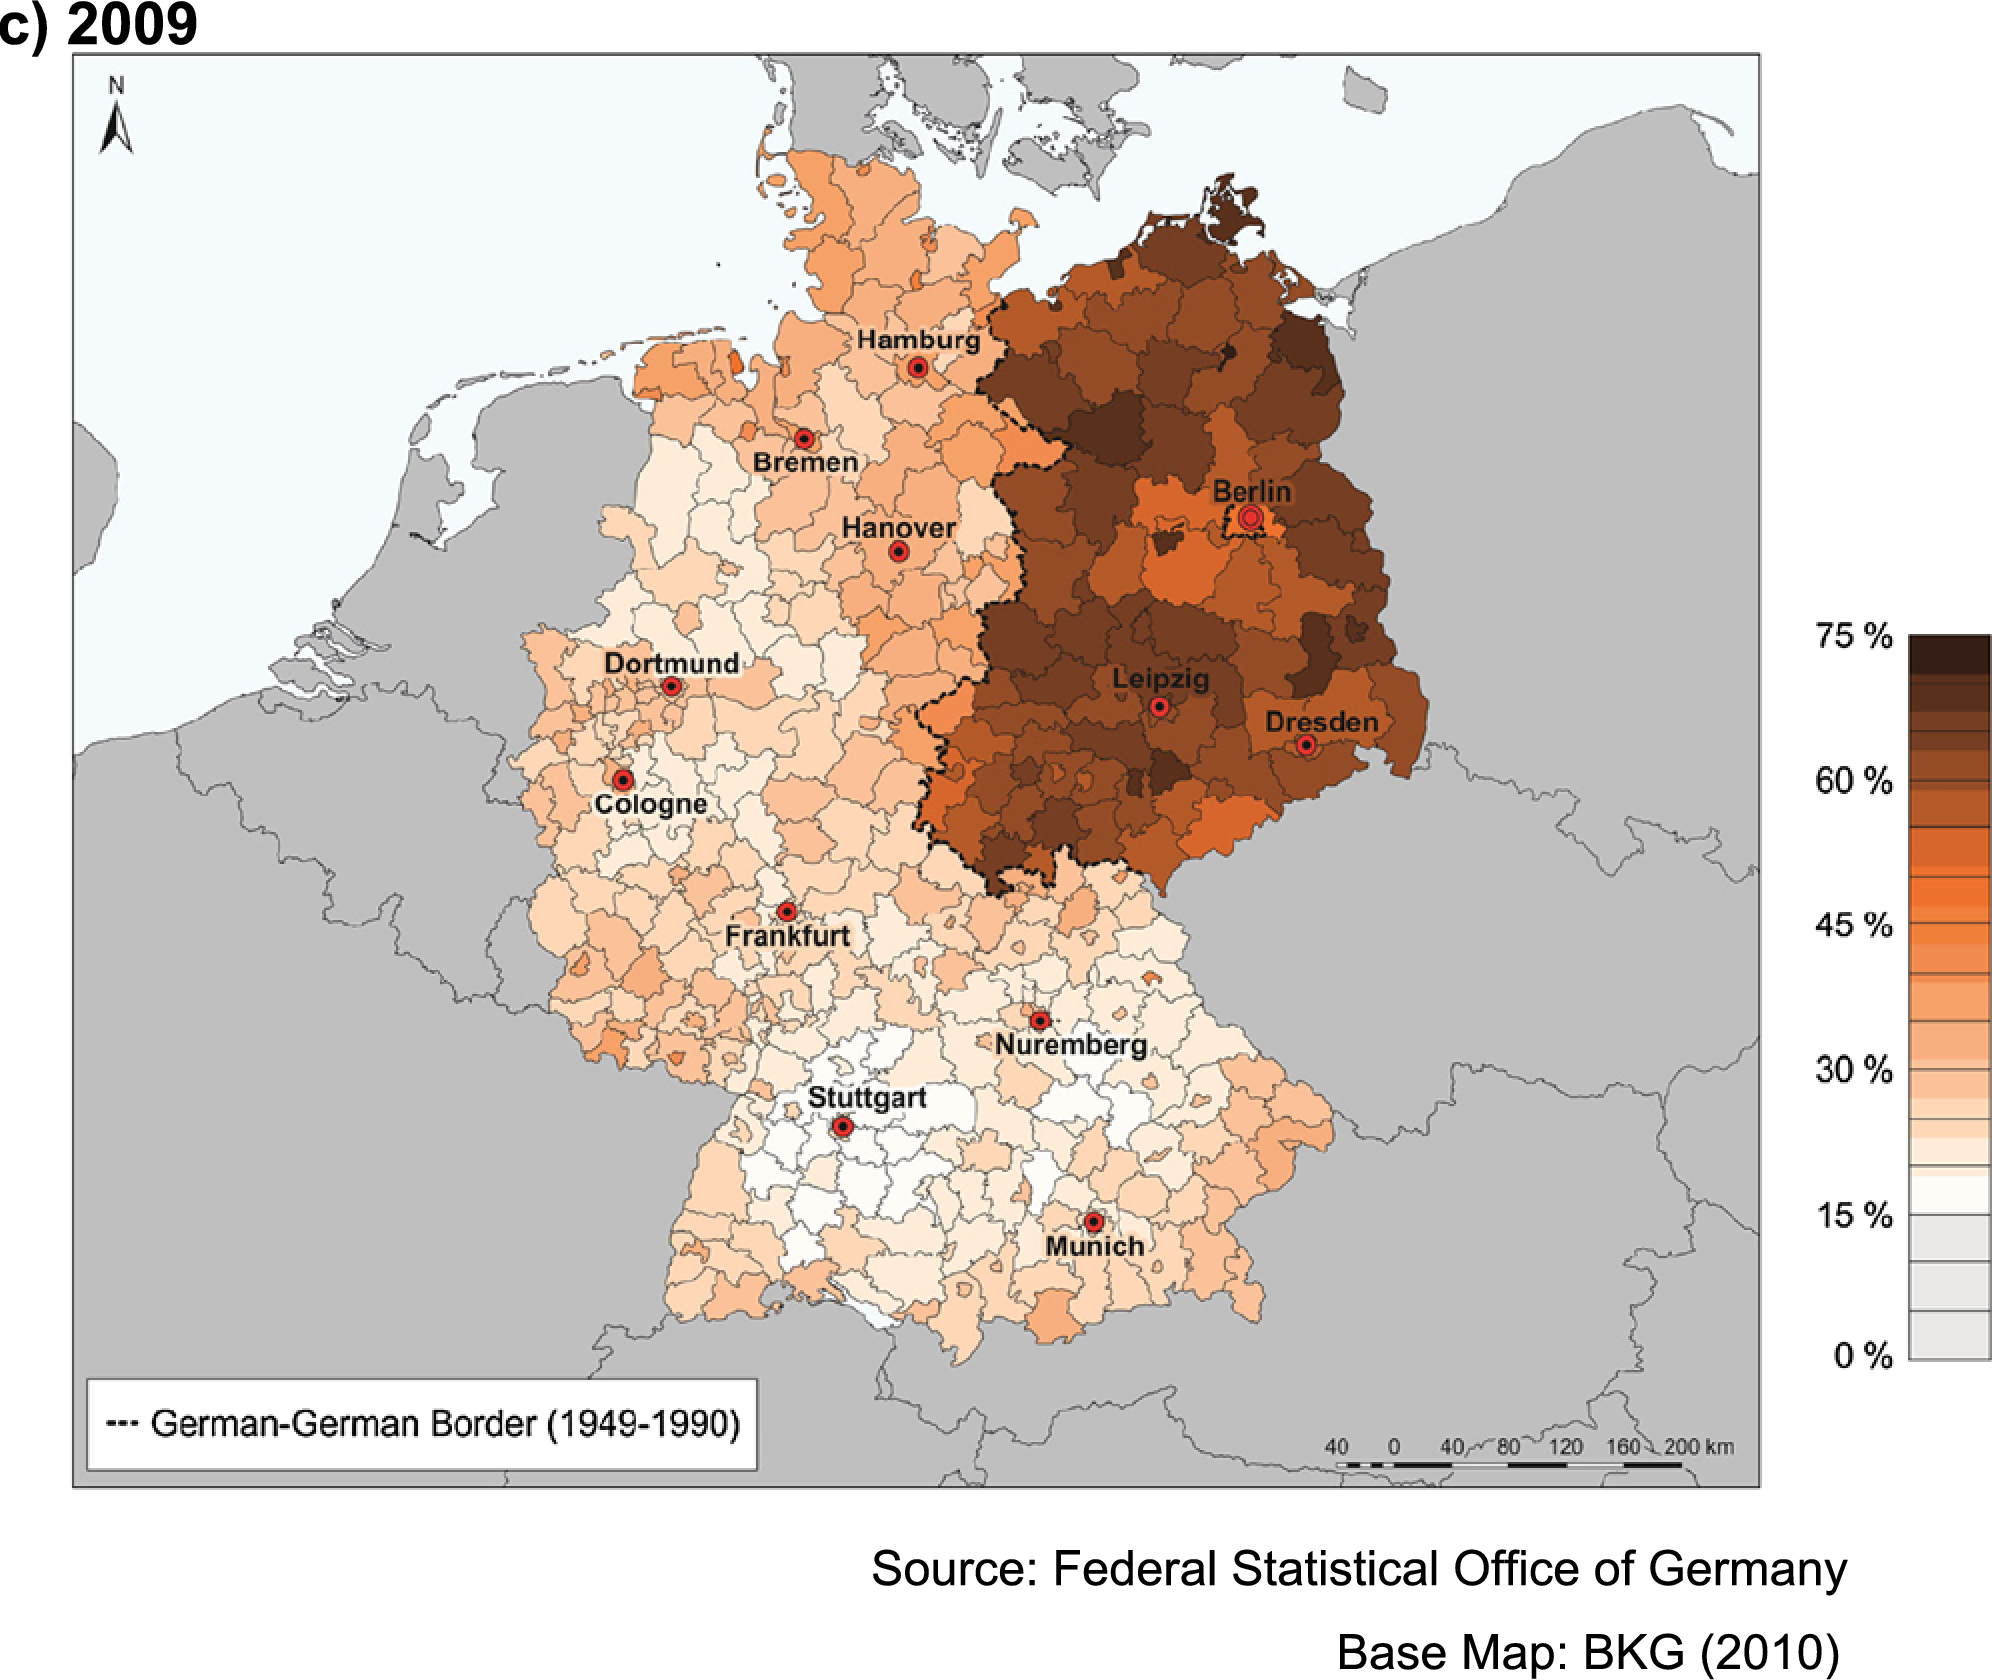 c) 2009
N
Hamburg
Bremen
Berlin
Hanover
Dortmund
Leipzig
Dresden
Cologne
Frankfurt
Nuremberg
Stuttgart
Munich
75 %
60 %
45 %
30 %
15 %
0 %
German-German Border (1949-1990)
40 0 40 80 120 160 200 km
Source: Federal Statistical Office of Germany
Base Map: BKG (2010)